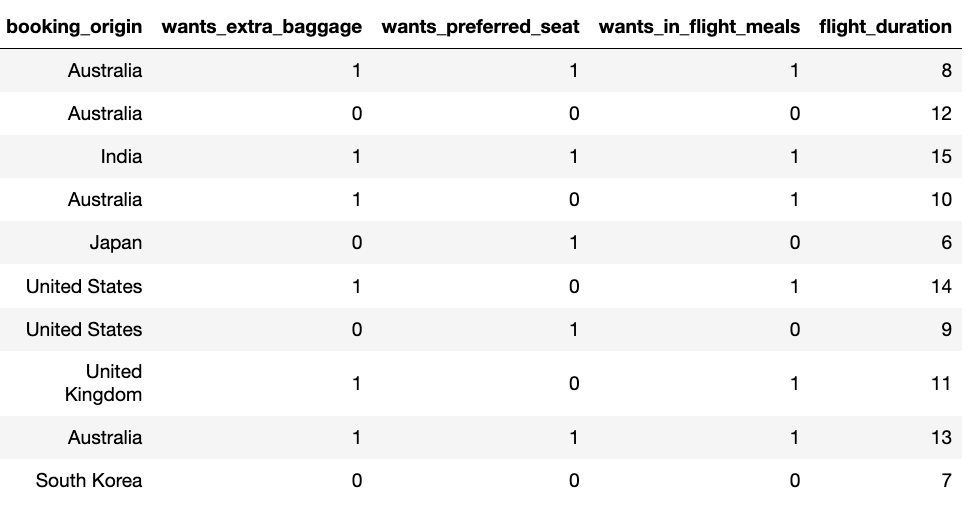 booking_origin wants_extra_baggage wants_preferred_seat wants_in_flight_meals flight_duration
Australia 1 1 1 8
Australia 0 0 0 12
India 1 1 1 15
Australia 1 0 1 10
Japan 0 1 0 6
United States 1 0 1 14
United States 0 1 0 9
United
Kingdom 1 0 1 11
Australia 1 1 1 13
South Korea 0 0 0 7